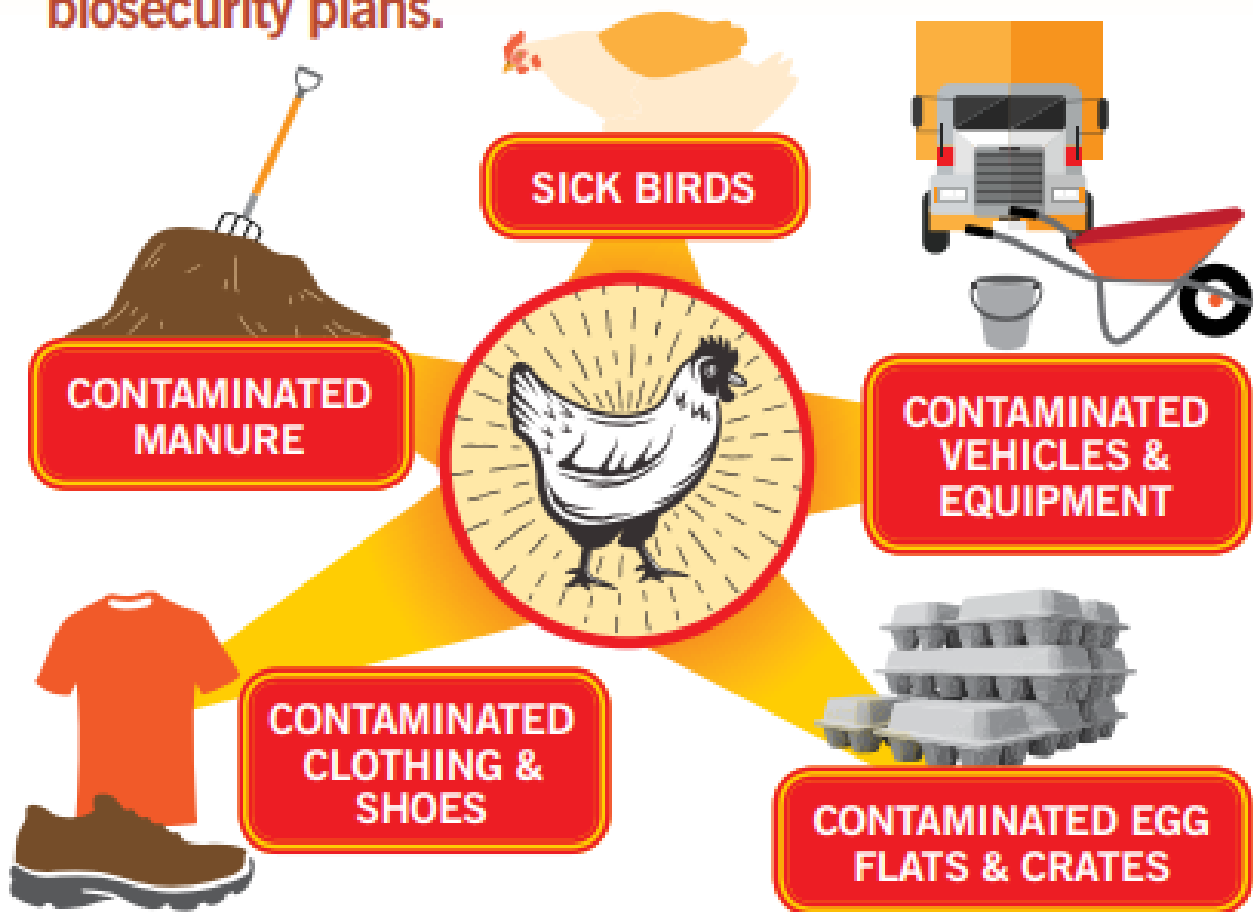 biosecurity plans.
SICK BIRDS
CONTAMINATED
MANURE
CONTAMINATED
VEHICLES &
EQUIPMENT
CONTAMINATED
CLOTHING &
SHOES
CONTAMINATED EGG
FLATS & CRATES